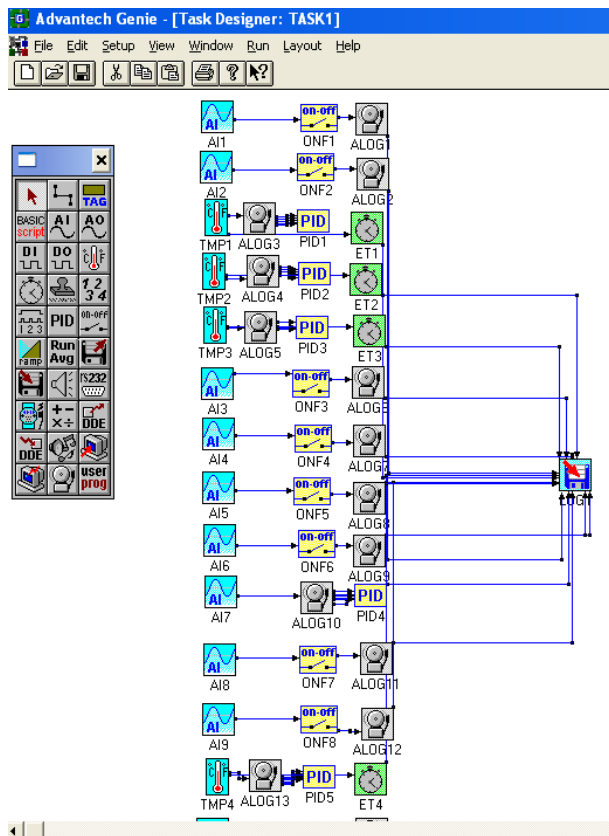 Advantech Genie - [Task Designer: TASK1]
File Edit Setup View Window Run Layout Help
AI on-off
AI1 ONF1 ALOG1
AI on-off
AI2 ONF2 ALOG2
°C °F PID
TMP1 ALOG3 PID1 ET1
°C °F PID
TMP2 ALOG4 PID2 ET2
°C °F PID
TMP3 ALOG5 PID3 ET3
AI on-off
AI3 ONF3 ALOG6
AI on-off
AI4 ONF4 ALOG7
AI on-off
AI5 ONF5 ALOG8
AI on-off
AI6 ONF6 ALOG9
AI PID
AI7 ALOG10 PID4
AI on-off
AI8 ONF7 ALOG11
AI on-off
AI9 ONF8 ALOG12
°C °F PID
TMP4 ALOG13 PID5 ET4
TAG
BASIC script AI AO
DI DO °C °F
1 2 3 4
1 2 3 PID on-off
ramp Run Avg
RS232
+ − × ÷ DDE
DDE
user prog